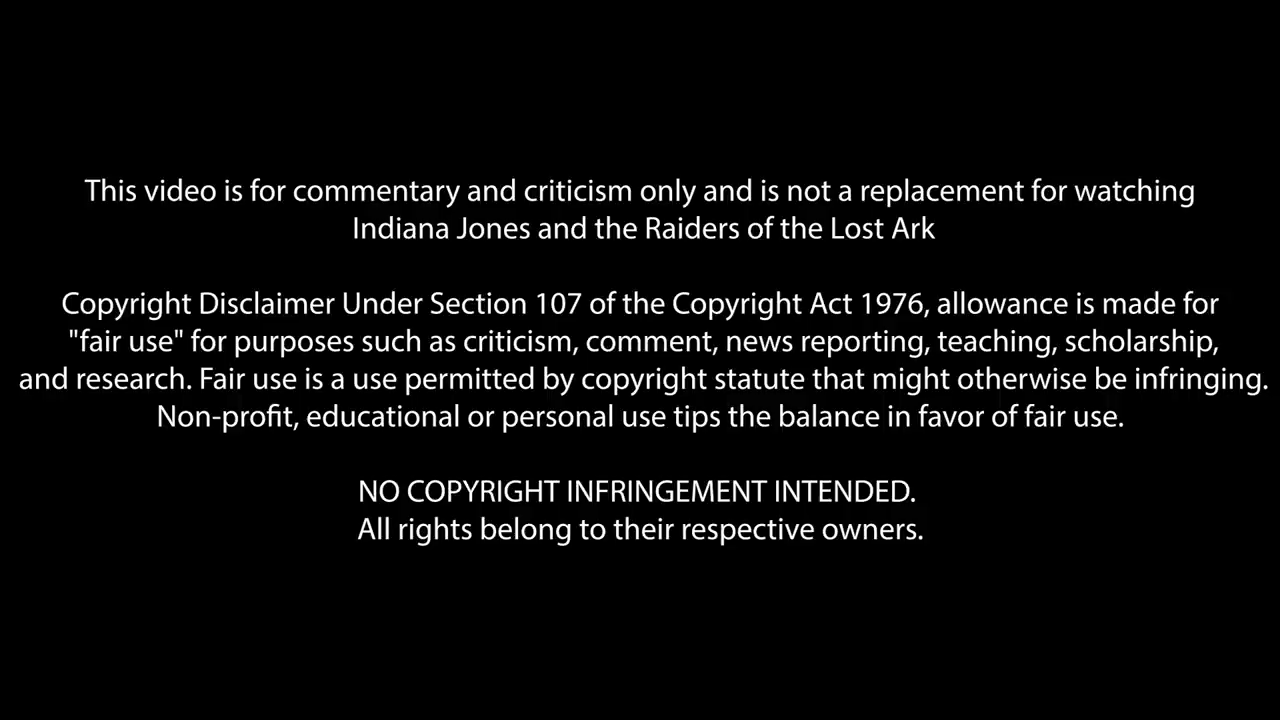 This video is for commentary and criticism only and is not a replacement for watching
Indiana Jones and the Raiders of the Lost Ark
Copyright Disclaimer Under Section 107 of the Copyright Act 1976, allowance is made for
"fair use" for purposes such as criticism, comment, news reporting, teaching, scholarship,
and research. Fair use is a use permitted by copyright statute that might otherwise be infringing.
Non-profit, educational or personal use tips the balance in favor of fair use.
NO COPYRIGHT INFRINGEMENT INTENDED.
All rights belong to their respective owners.